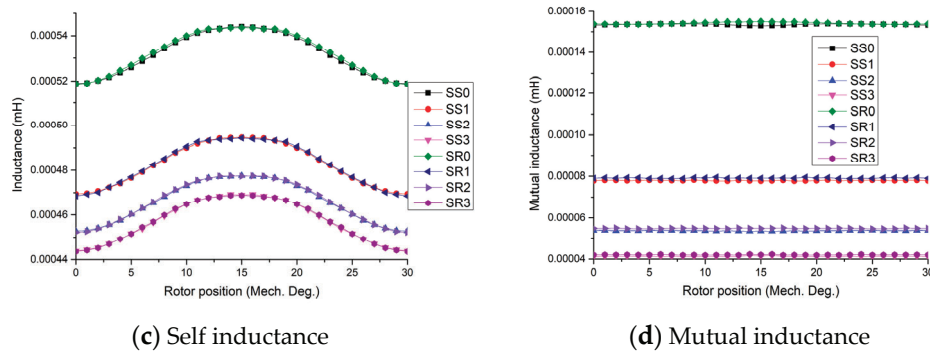 0.00054
0.00052
0.00060
0.00048
0.00046
0.00044
Inductance (mH)
SS0
SS1
SS2
SS3
SR0
SR1
SR2
SR3
0 5 10 15 20 25 30
Rotor position (Mech. Deg.)
(c) Self inductance
0.00016
0.00014
0.00012
0.00010
0.00008
0.00006
0.00004
Mutual inductance (mH)
SS0
SS1
SS2
SS3
SR0
SR1
SR2
SR3
0 5 10 15 20 25 30
Rotor position (Mech. Deg.)
(d) Mutual inductance